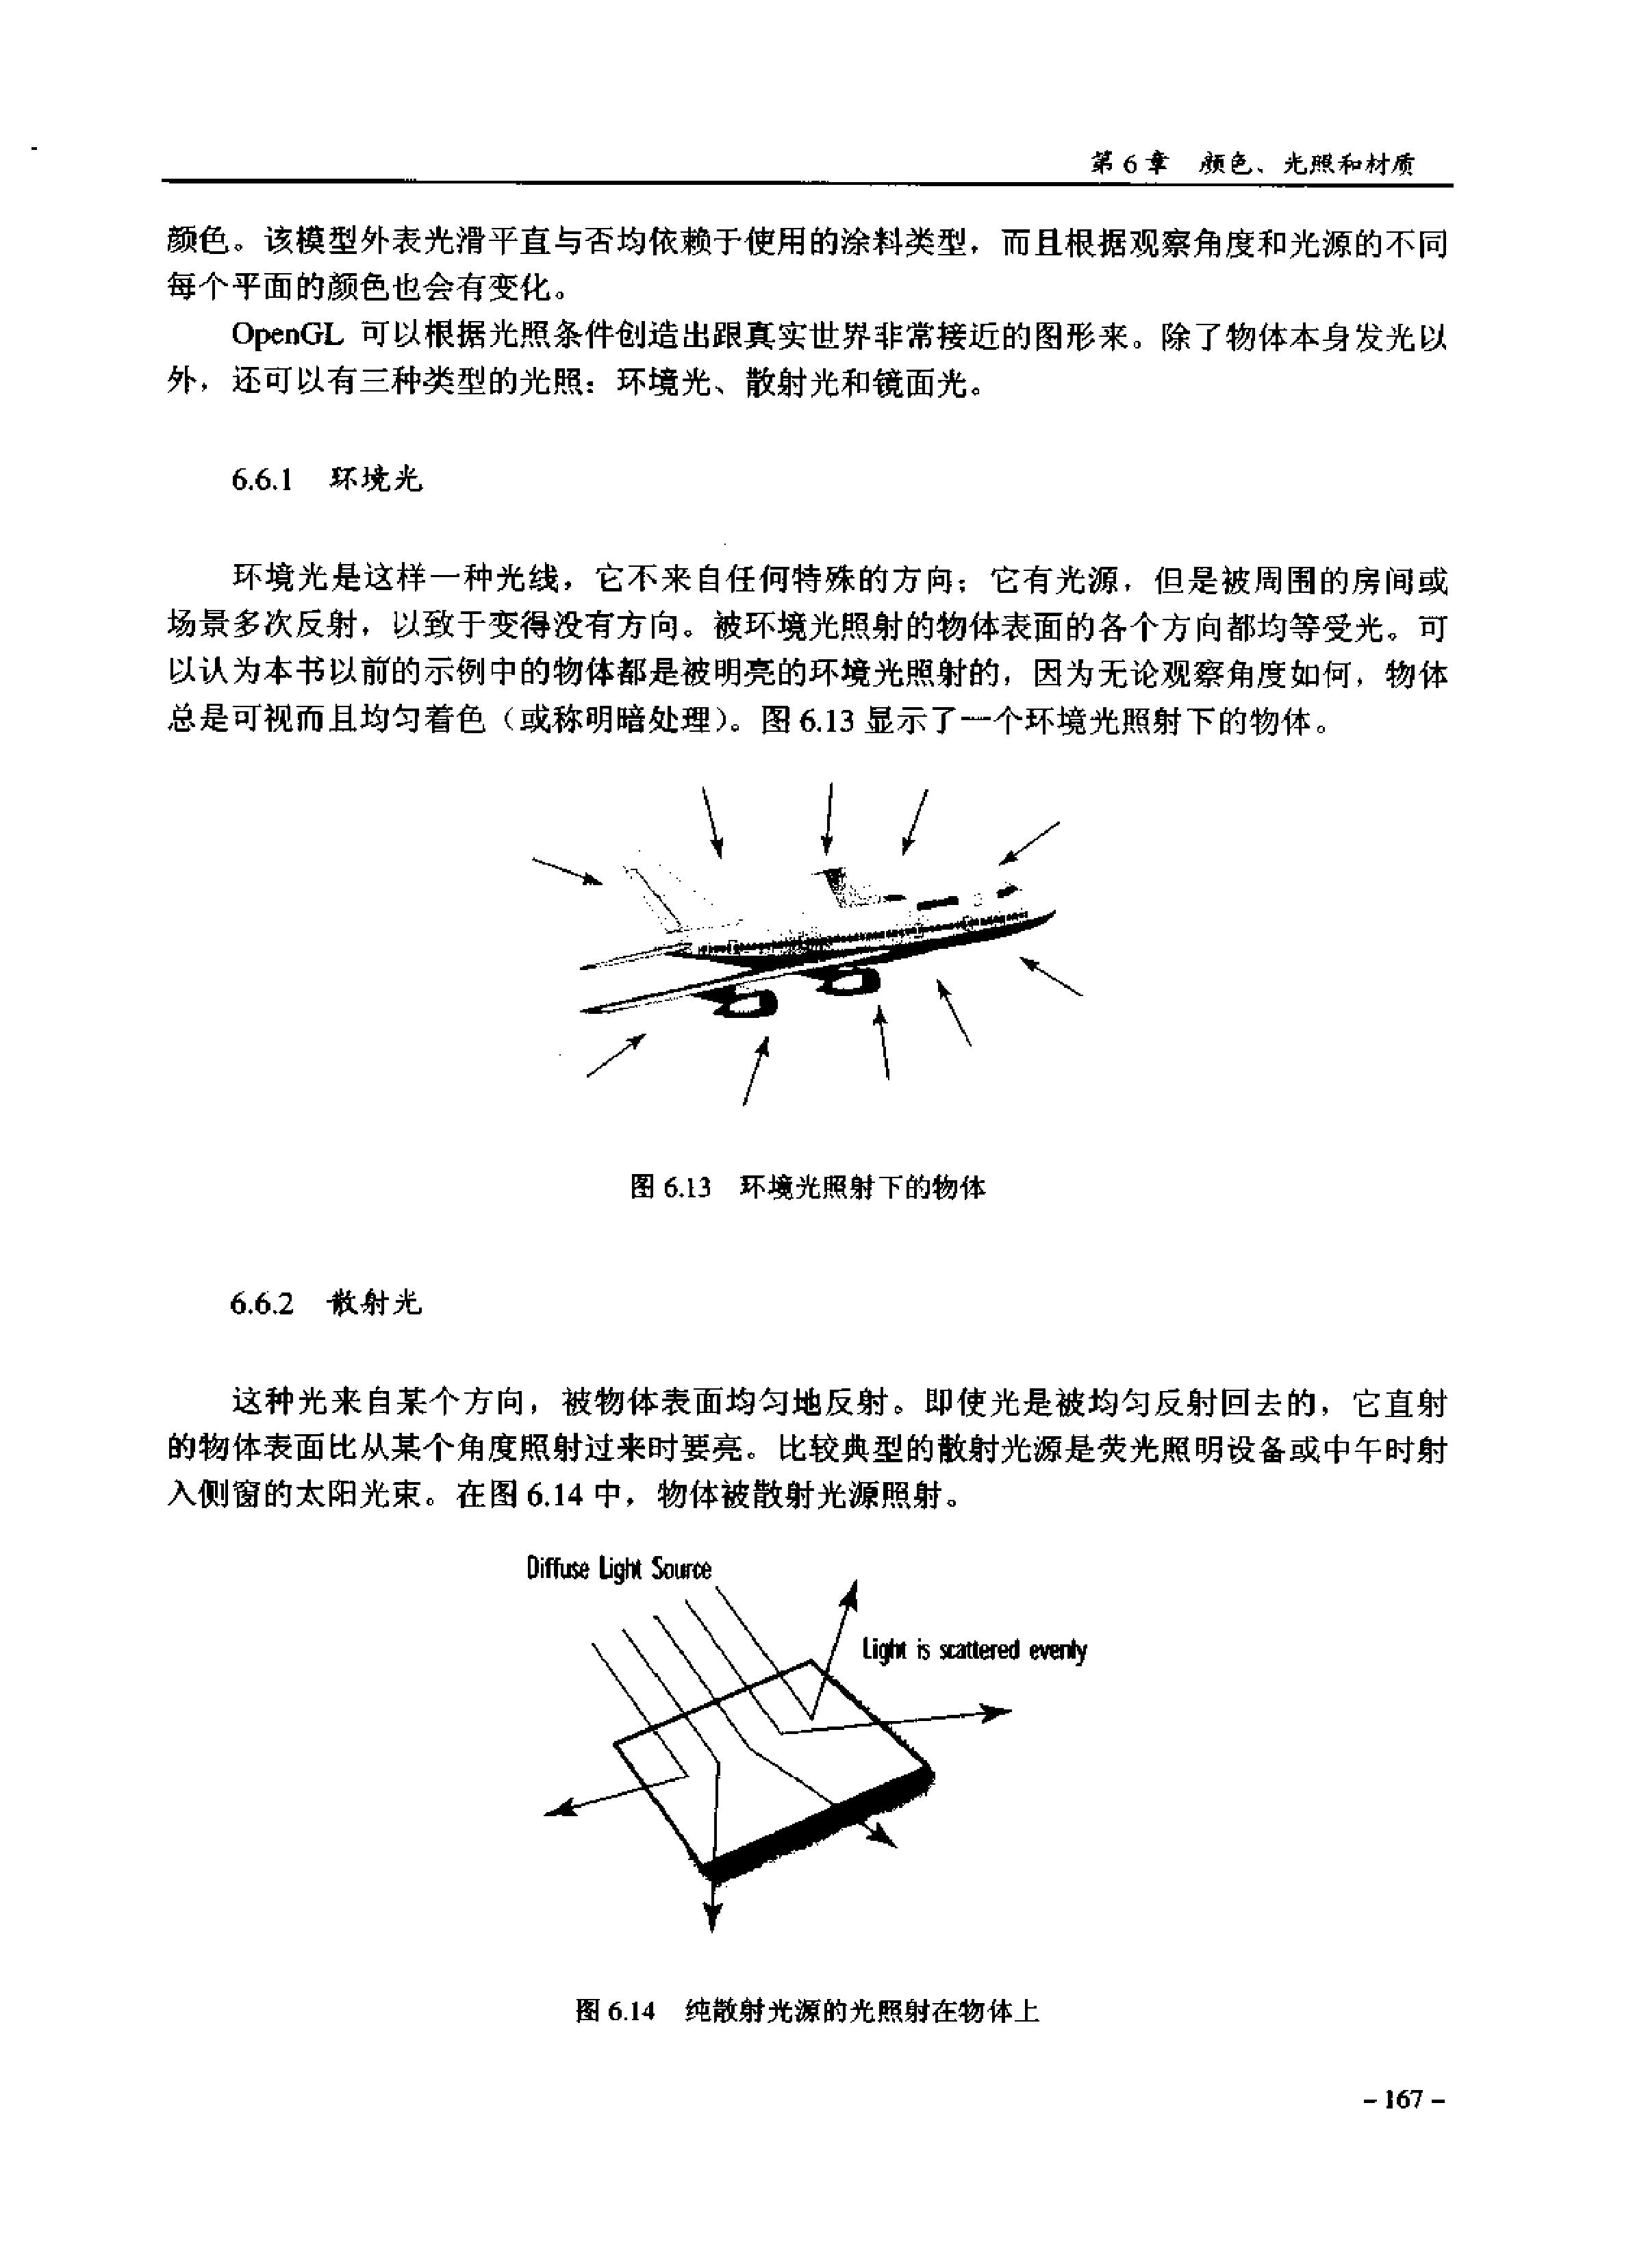 第 6 章 颜色、光照和材质
颜色。该模型外表光滑平直与否均依赖于使用的涂料类型，而且根据观察角度和光源的不同
每个平面的颜色也会有变化。
OpenGL 可以根据光照条件创造出跟真实世界非常接近的图形来。除了物体本身发光以
外，还可以有三种类型的光照：环境光、散射光和镜面光。
6.6.1 环境光
环境光是这样一种光线，它不来自任何特殊的方向；它有光源，但是被周围的房间或
场景多次反射，以致于变得没有方向。被环境光照射的物体表面的各个方向都均等受光。可
以认为本书以前的示例中的物体都是被明亮的环境光照射的，因为无论观察角度如何，物体
总是可视而且均匀着色（或称明暗处理）。图 6.13 显示了一个环境光照射下的物体。
图 6.13 环境光照射下的物体
6.6.2 散射光
这种光来自某个方向，被物体表面均匀地反射。即使光是被均匀反射回去的，它直射
的物体表面比从某个角度照射过来时要亮。比较典型的散射光源是荧光照明设备或中午时射
入侧窗的太阳光束。在图 6.14 中，物体被散射光源照射。
Diffuse Light Source
Light is scattered evenly
图 6.14 纯散射光源的光照射在物体上
- 167 -